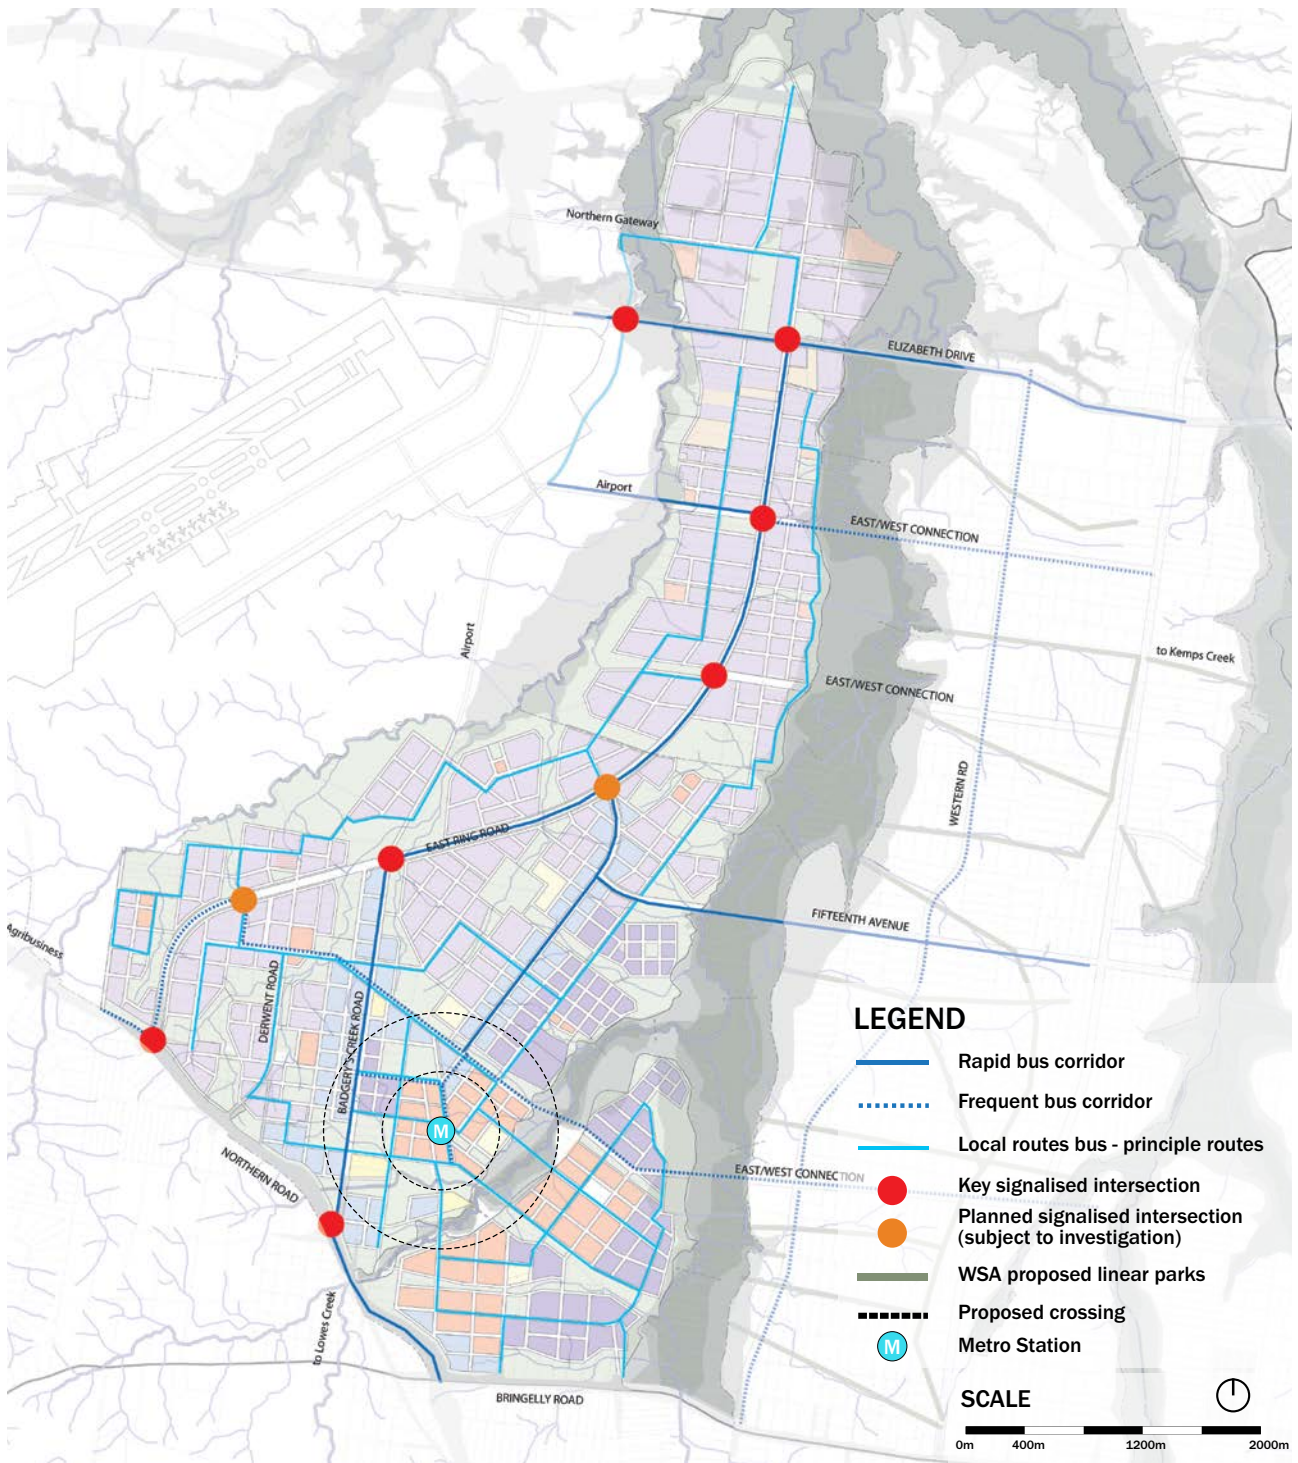 Northern Gateway
ELIZABETH DRIVE
Airport
EAST/WEST CONNECTION
Airport
to Kemps Creek
EAST/WEST CONNECTION
WESTERN RD
EAST RING ROAD
FIFTEENTH AVENUE
Agribusiness
DERWENT ROAD
BADGERY'S CREEK ROAD
M
NORTHERN ROAD
EAST/WEST CONNECTION
to Lowes Creek
BRINGELLY ROAD
LEGEND
Rapid bus corridor
Frequent bus corridor
Local routes bus - principle routes
Key signalised intersection
Planned signalised intersection
(subject to investigation)
WSA proposed linear parks
Proposed crossing
M Metro Station
SCALE
0m 400m 1200m 2000m